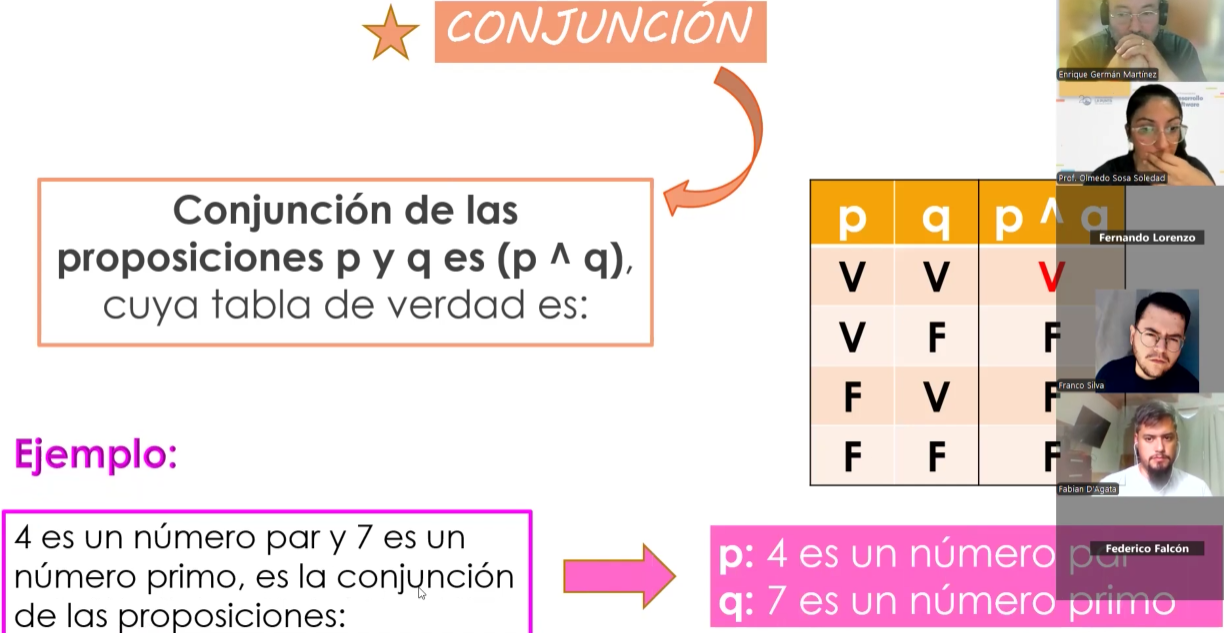 CONJUNCIÓN
Conjunción de las
proposiciones p y q es (p ^ q),
cuya tabla de verdad es:
p q p ^ q
V V V
V F F
F V F
F F F
Ejemplo:
4 es un número par y 7 es un
número primo, es la conjunción
de las proposiciones:
p: 4 es un número par
q: 7 es un número primo
Enrique Germán Martinez
Prof. Olmedo Sosa Soledad
Fernando Lorenzo
Franco Silva
Fabian D'Agata
Federico Falcón